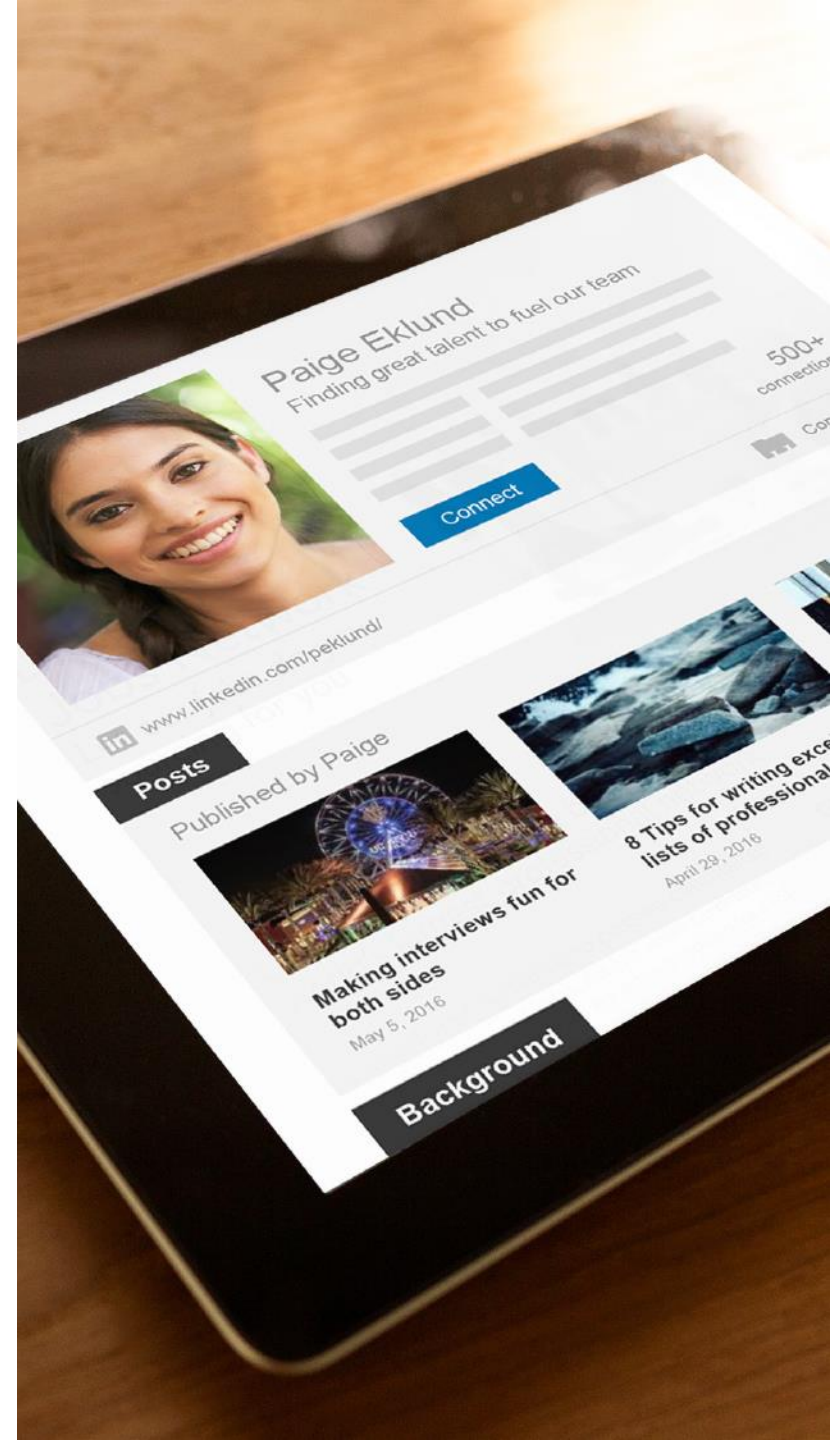 Paige Eklund
Finding great talent to fuel our team
500+
Connect
in www.linkedin.com/peklund/
Posts
Published by Paige
Making interviews fun for
both sides
May 5, 2016
8 Tips for writing
lists of professional
April 29, 2016
Background